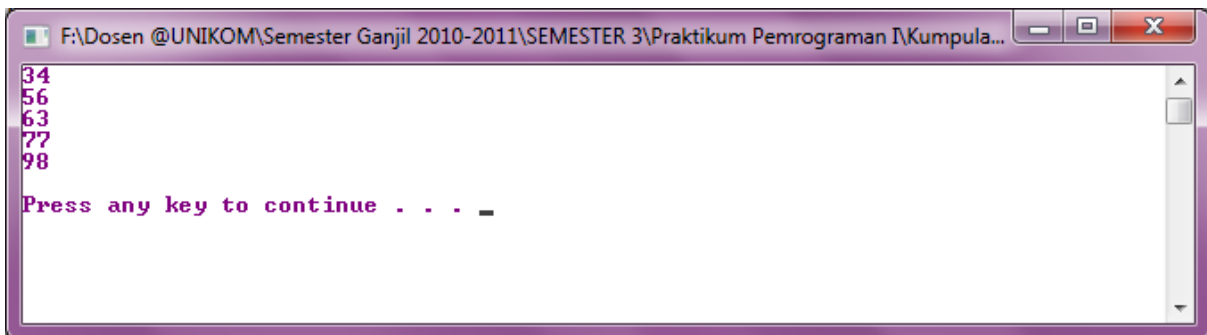 F:\Dosen @UNIKOM\Semester Ganjil 2010-2011\SEMESTER 3\Praktikum Pemrograman I\Kumpula...
34
56
63
77
98
Press any key to continue . . . _